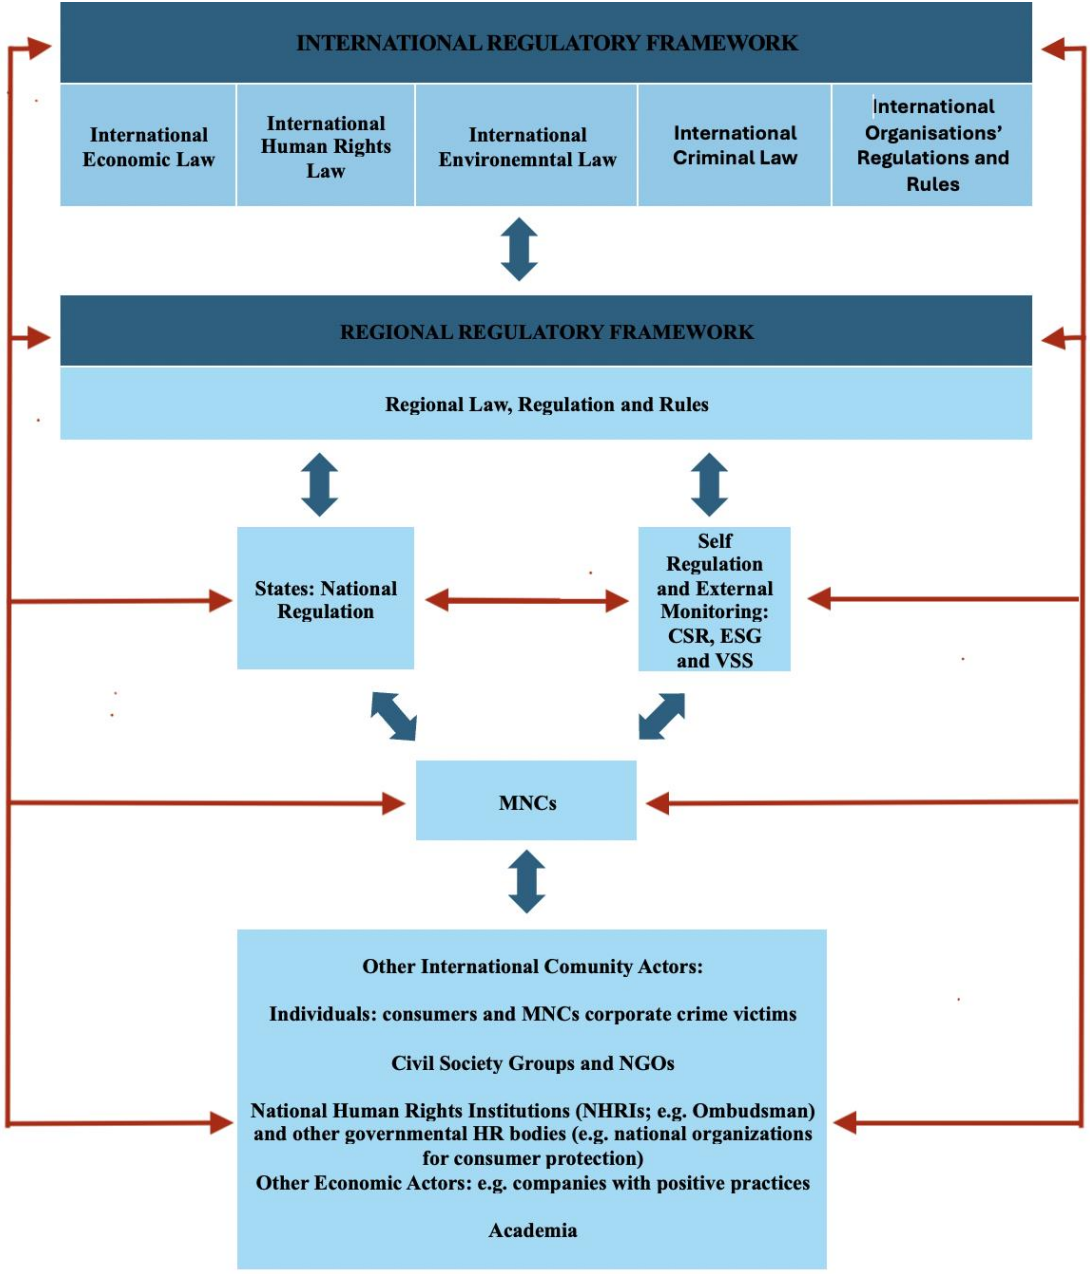 INTERNATIONAL REGULATORY FRAMEWORK
International
Economic Law
International
Human Rights
Law
International
Environemntal Law
International
Criminal Law
International
Organisations’
Regulations and
Rules
REGIONAL REGULATORY FRAMEWORK
Regional Law, Regulation and Rules
States: National
Regulation
Self
Regulation
and External
Monitoring:
CSR, ESG
and VSS
MNCs
Other International Comunity Actors:
Individuals: consumers and MNCs corporate crime victims
Civil Society Groups and NGOs
National Human Rights Institutions (NHRIs; e.g. Ombudsman)
and other governmental HR bodies (e.g. national organizations
for consumer protection)
Other Economic Actors: e.g. companies with positive practices
Academia